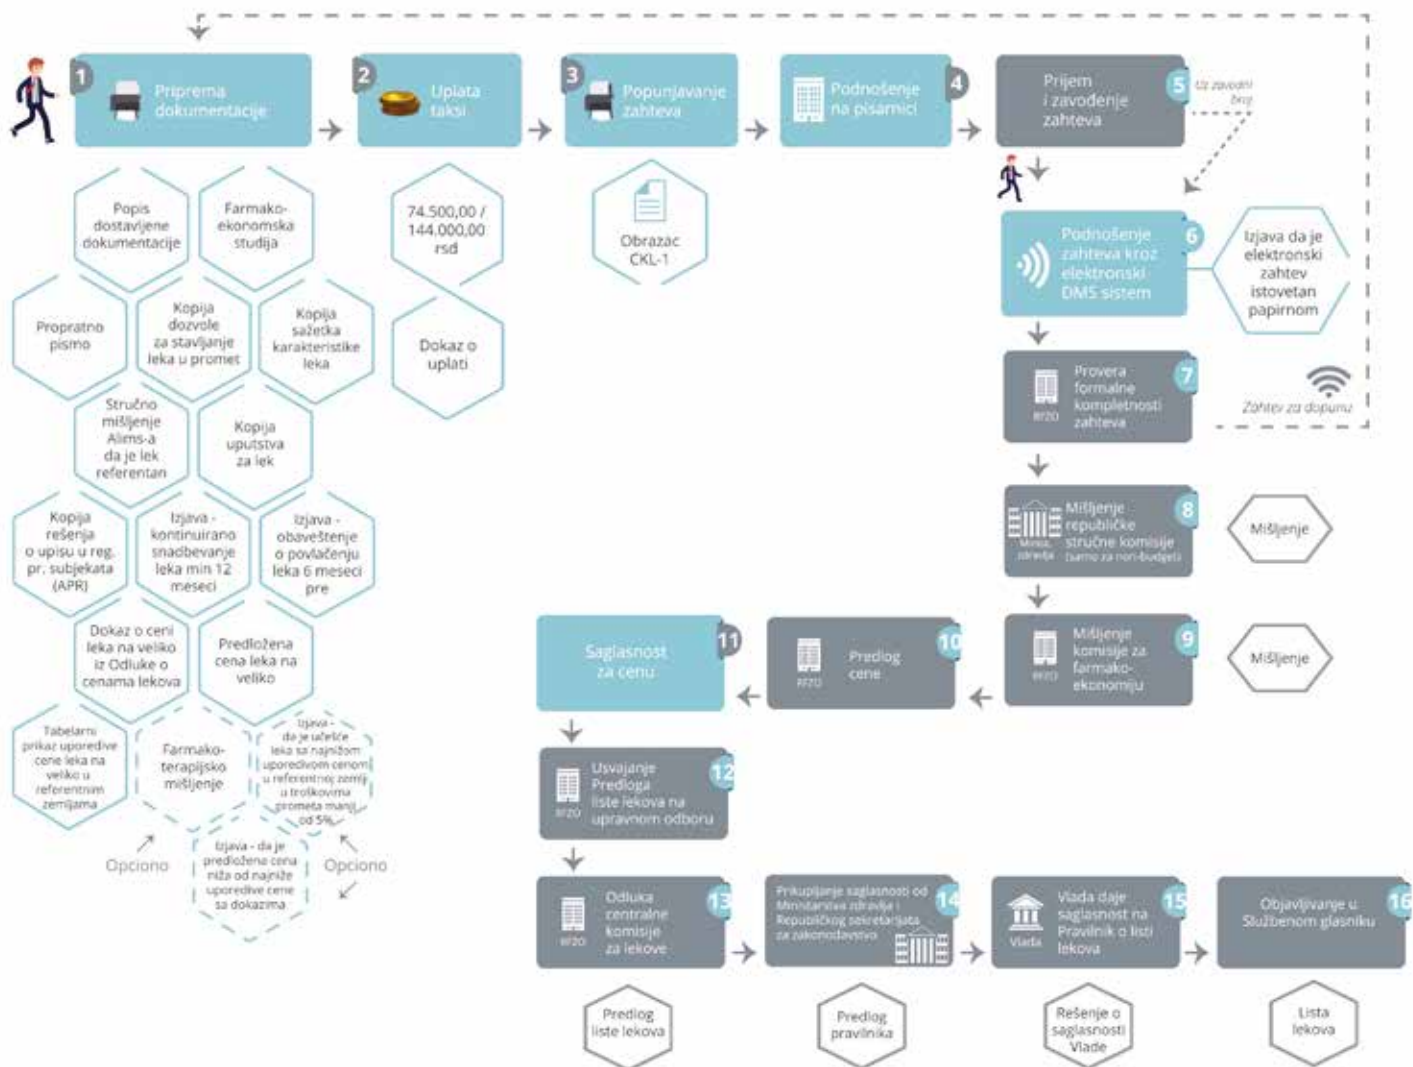 1
Priprema
dokumentacije
2
Uplata
taksi
3
Popunjavanje
zahteva
4
Podnošenje
na pisarnici
5
Prijem
i zavođenje
zahteva
Uz zavodni
broj
Popis
dostavljene
dokumentacije
Farmako-
ekonomska
studija
Propratno
pismo
Kopija
dozvole
za stavljanje
leka u promet
Kopija
sažetka
karakteristike
leka
Stručno
mišljenje
Alims-a
da je lek
referentan
Kopija
uputstva
za lek
Kopija
rešenja
o upisu u reg.
pr. subjekata
(APR)
Izjava -
kontinuirano
snadbevanje
leka min 12
meseci
Izjava -
obaveštenje
o povlačenju
leka 6 meseci
pre
Dokaz o ceni
leka na veliko
iz Odluke o
cenama lekova
Predložena
cena leka na
veliko
Tabelarni
prikaz uporedive
cene leka na
veliko u
referentnim
zemljama
Farmako-
terapijsko
mišljenje
Izjava -
da je učešće
leka sa najnižom
uporedivom cenom
u referentnoj zemlji
u troškovima
prometa manji
od 5%
Opciono
Izjava - da je
predložena cena
niža od najniže
uporedive cene
sa dokazima
Opciono
74.500,00 /
144.000,00
rsd
Dokaz o
uplati
Obrazac
CKL-1
6
Podnošenje
zahteva kroz
elektronski
DMS sistem
Izjava da je
elektronski
zahtev
istovetan
papirnom
7
RFZO
Provera
formalne
kompletnosti
zahteva
Zahtev za dopunu
8
Minist.
zdravlja
Mišljenje
republičke
stručne komisije
(samo za non-budget)
Mišljenje
9
RFZO
Mišljenje
komisije za
farmako-
ekonomiju
Mišljenje
10
RFZO
Predlog
cene
11
Saglasnost
za cenu
12
RFZO
Usvajanje
Predloga
liste lekova na
upravnom odboru
13
RFZO
Odluka
centralne
komisije
za lekove
14
Prikupljanje saglasnosti od
Ministarstva zdravlja i
Republičkog sekretarijata
za zakonodavstvo
15
Vlada
Vlada daje
saglasnost na
Pravilnik o listi
lekova
16
Objavljivanje u
Službenom glasniku
Predlog
liste lekova
Predlog
pravilnika
Rešenje o
saglasnosti
Vlade
Lista
lekova